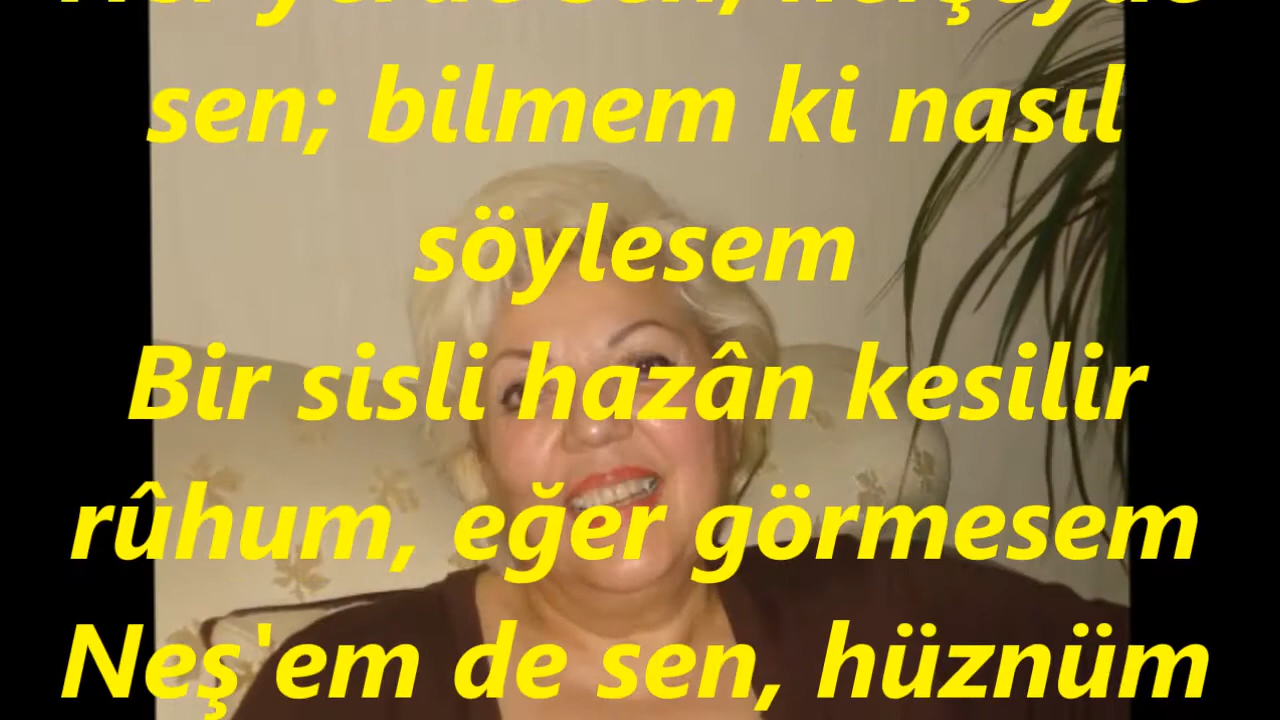 sen; bilmem ki nasıl
söylesem
Bir sisli hazân kesilir
rûhum, eğer görmesem
Neş'em de sen, hüznüm